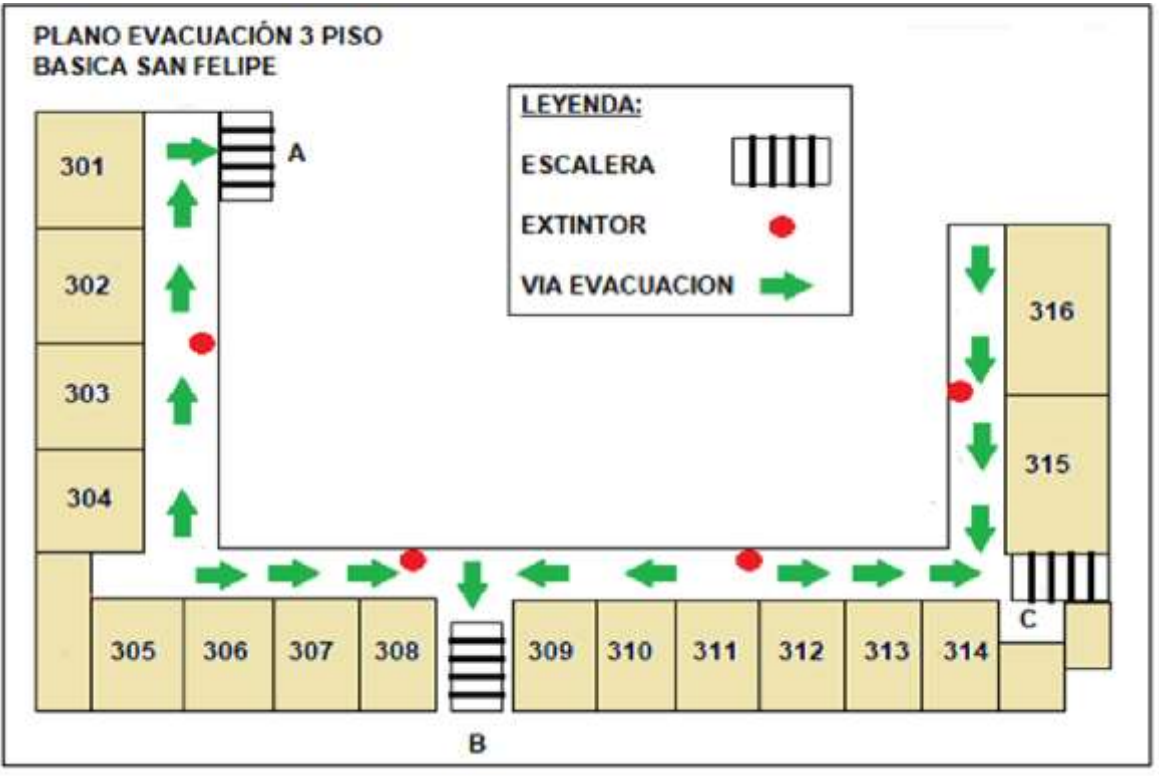 PLANO EVACUACIÓN 3 PISO
BASICA SAN FELIPE
LEYENDA:
ESCALERA
EXTINTOR
VIA EVACUACION
301
A
302
303
304
316
315
305
306
307
308
309
310
311
312
313
314
C
B